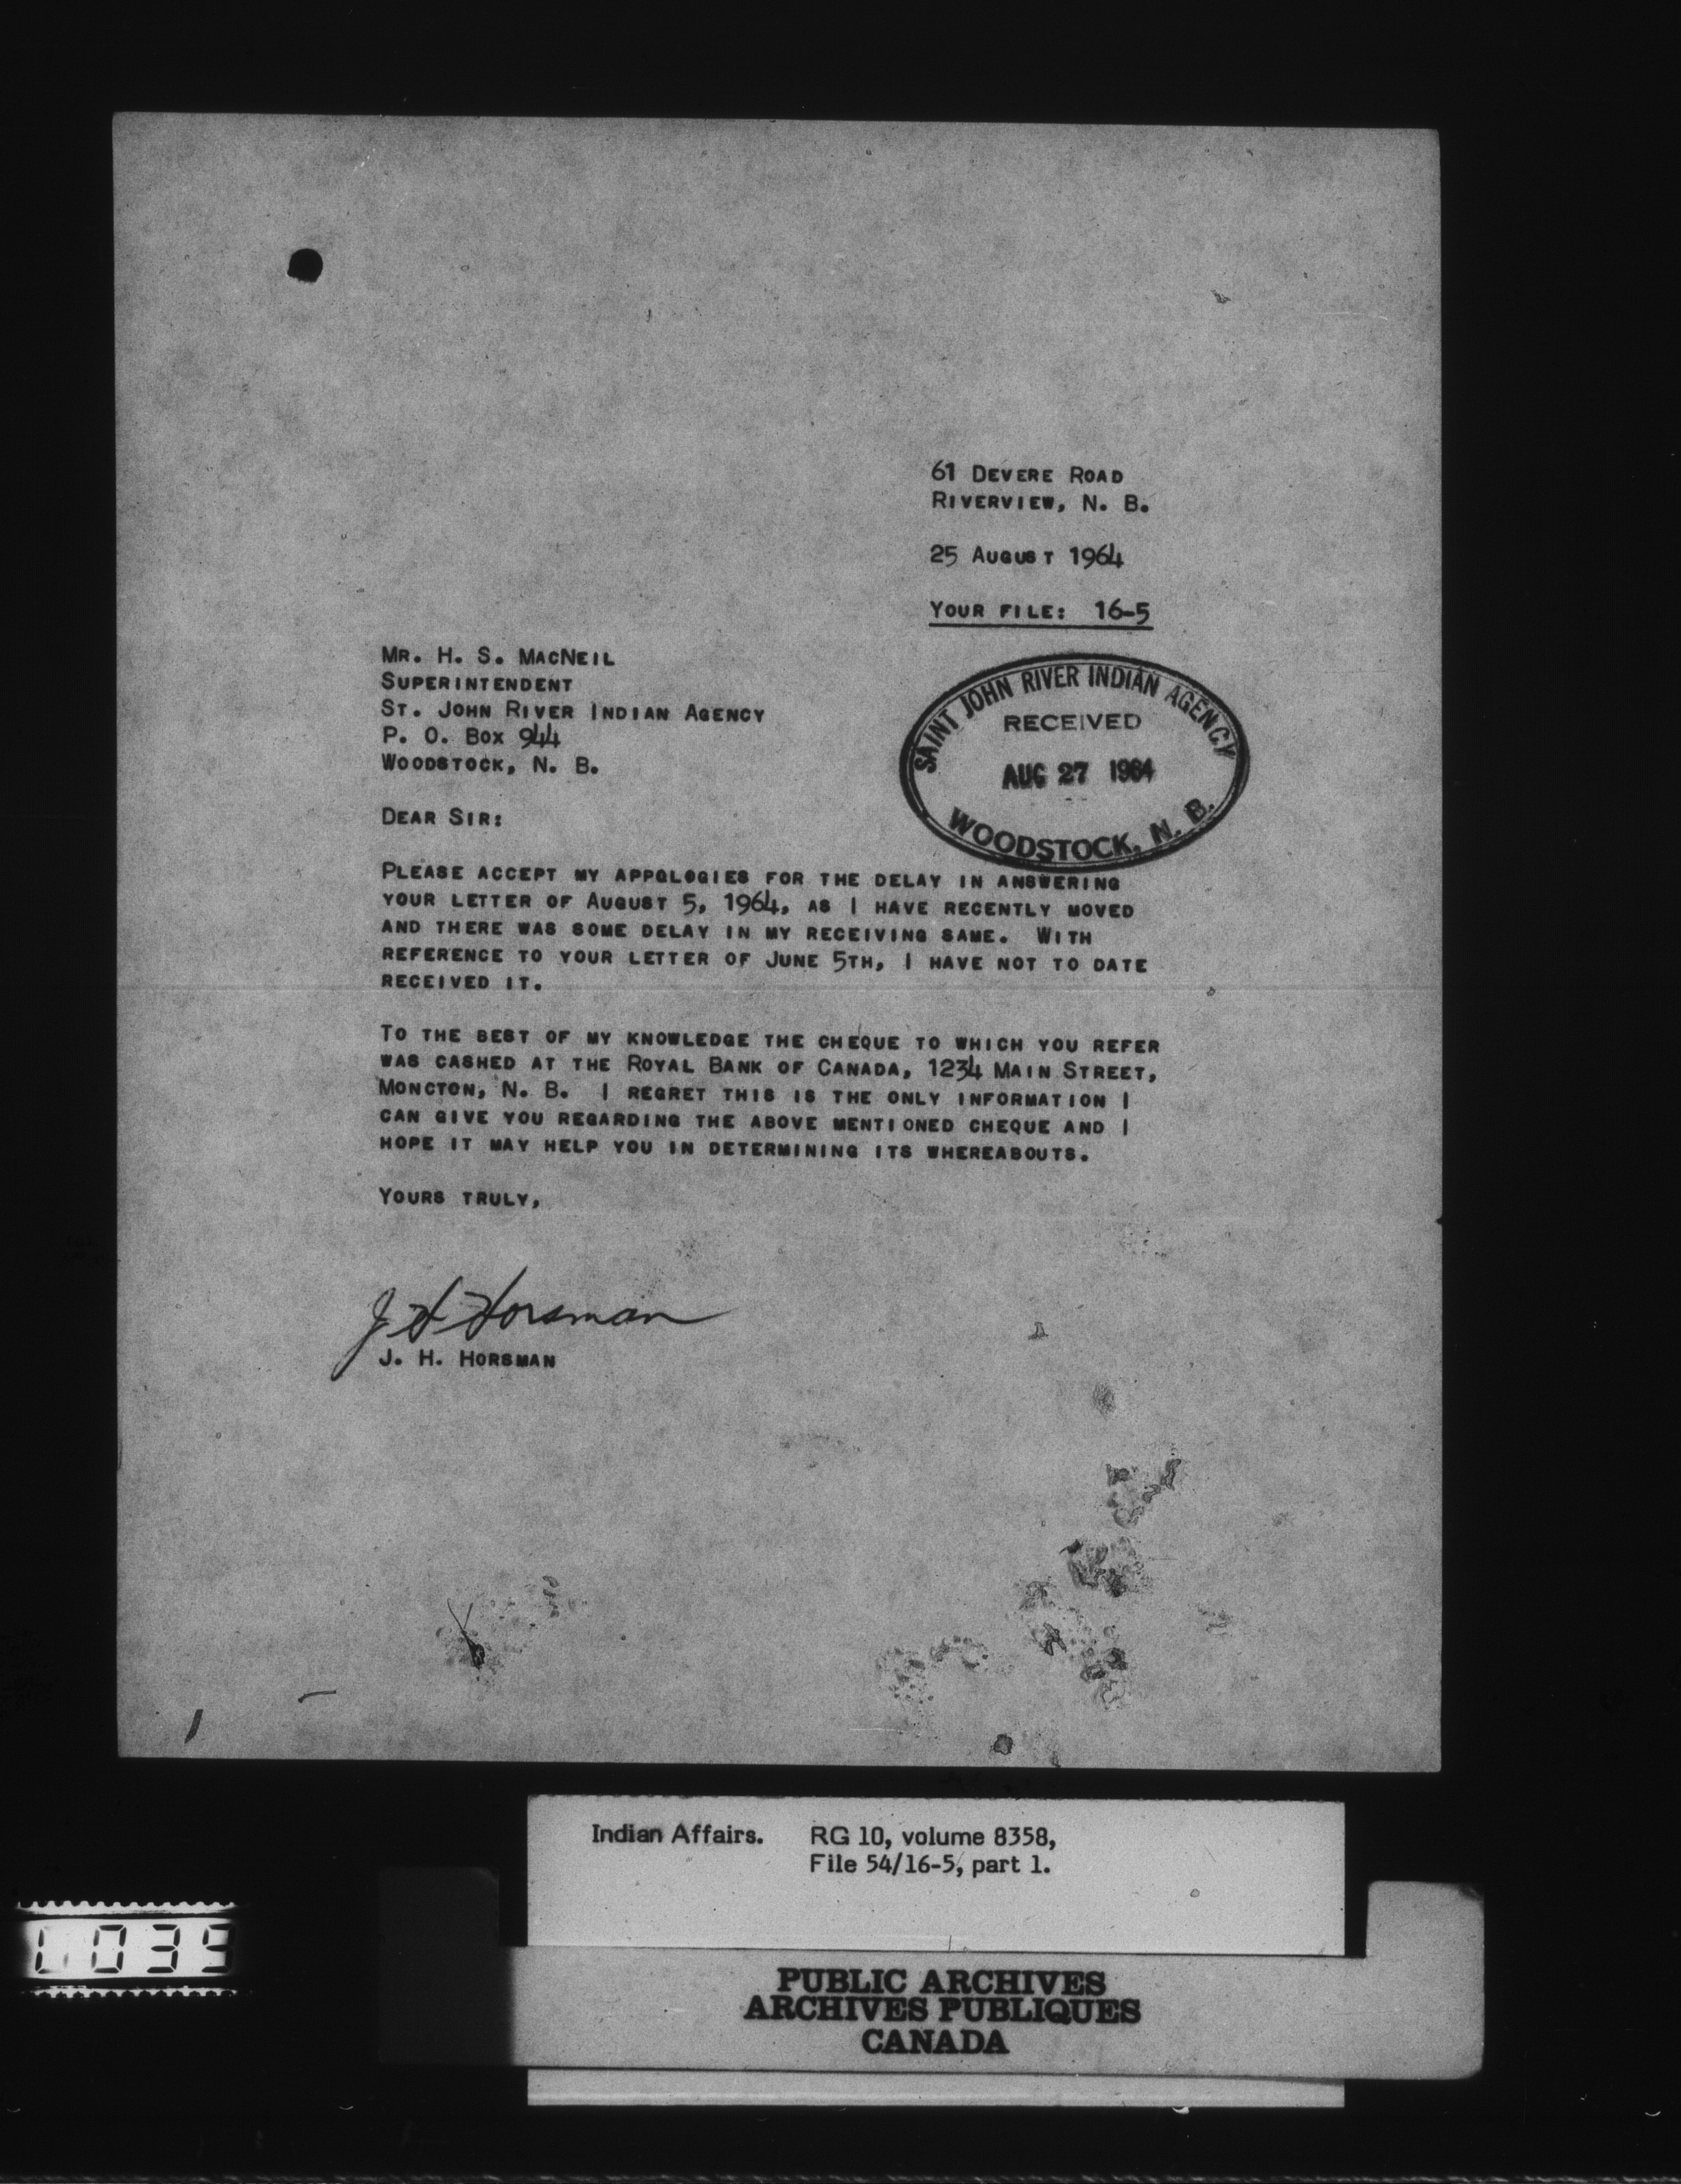 61 Devere Road
Riverview, N. B.
25 August 1964
Your file: 16-5
Mr. H. S. MacNeil
Superintendent
St. John River Indian Agency
P. O. Box 944
Woodstock, N. B.
SAINT JOHN RIVER INDIAN AGENCY
RECEIVED
AUG 27 1964
WOODSTOCK, N. B.
Dear Sir:
Please accept my appologies for the delay in answering
your letter of August 5, 1964, as I have recently moved
and there was some delay in my receiving same. With
reference to your letter of June 5th, I have not to date
received it.
To the best of my knowledge the cheque to which you refer
was cashed at the Royal Bank of Canada, 1234 Main Street,
Moncton, N. B. I regret this is the only information I
can give you regarding the above mentioned cheque and I
hope it may help you in determining its whereabouts.
Yours truly,
J H Horsman
J. H. Horsman
Indian Affairs. RG 10, volume 8358,
File 54/16-5, part 1.
PUBLIC ARCHIVES
ARCHIVES PUBLIQUES
CANADA